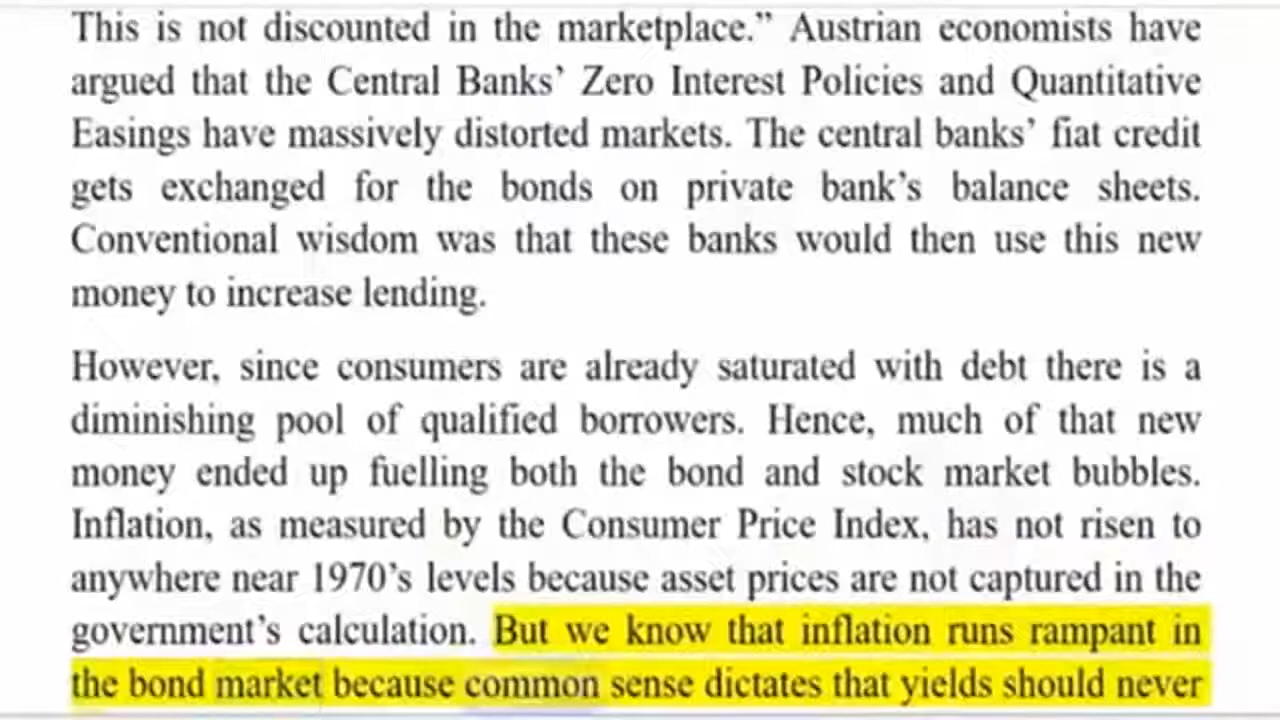 This is not discounted in the marketplace.” Austrian economists have
argued that the Central Banks’ Zero Interest Policies and Quantitative
Easings have massively distorted markets. The central banks’ fiat credit
gets exchanged for the bonds on private bank’s balance sheets.
Conventional wisdom was that these banks would then use this new
money to increase lending.
However, since consumers are already saturated with debt there is a
diminishing pool of qualified borrowers. Hence, much of that new
money ended up fuelling both the bond and stock market bubbles.
Inflation, as measured by the Consumer Price Index, has not risen to
anywhere near 1970’s levels because asset prices are not captured in the
government’s calculation. But we know that inflation runs rampant in
the bond market because common sense dictates that yields should never